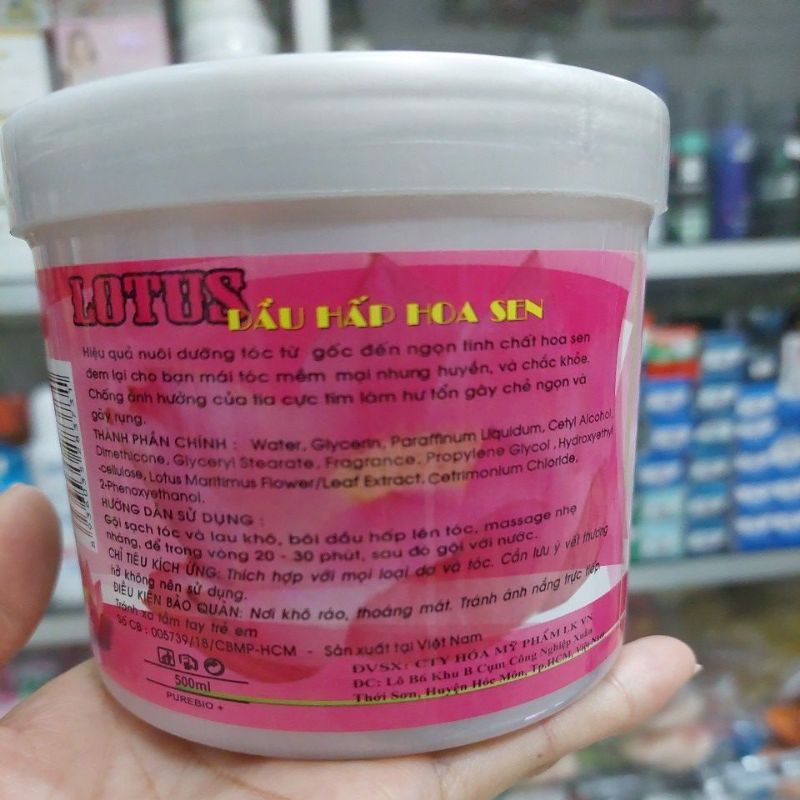 LOTUS
DẦU HẤP HOA SEN
Hiệu quả nuôi dưỡng tóc từ gốc đến ngọn tinh chất hoa sen
đem lại cho bạn mái tóc mềm mại nhung huyền, và chắc khỏe.
Chống ảnh hưởng của tia cực tím làm hư tổn gây chẻ ngọn và
gãy rụng.
THÀNH PHẦN CHÍNH : Water, Glycerin, Paraffinum Liquidum, Cetyl Alcohol,
Dimethicone, Glyceryl Stearate, Fragrance, Propylene Glycol, Hydroxyethyl
-cellulose, Lotus Maritimus Flower/Leaf Extract, Cetrimonium Chloride,
2-Phenoxyethanol.
HƯỚNG DẪN SỬ DỤNG :
Gội sạch tóc và lau khô, bôi dầu hấp lên tóc, massage nhẹ
nhàng, để trong vòng 20 - 30 phút, sau đó gội với nước.
CHỈ TIÊU KÍCH ỨNG: Thích hợp với mọi loại da và tóc. Cần lưu ý vết thương
hở không nên sử dụng.
ĐIỀU KIỆN BẢO QUẢN: Nơi khô ráo, thoáng mát. Tránh ánh nắng trực tiếp
Tránh xa tầm tay trẻ em
Số CB : 005739/18/CBMP-HCM - Sản xuất tại Việt Nam
ĐVSX: CTY HÓA MỸ PHẨM LK VN
ĐC: Lô B6 Khu B Cụm Công Nghiệp Xuân
Thới Sơn, Huyện Hóc Môn, Tp.HCM, Việt Nam
500ml
PUREBIO +